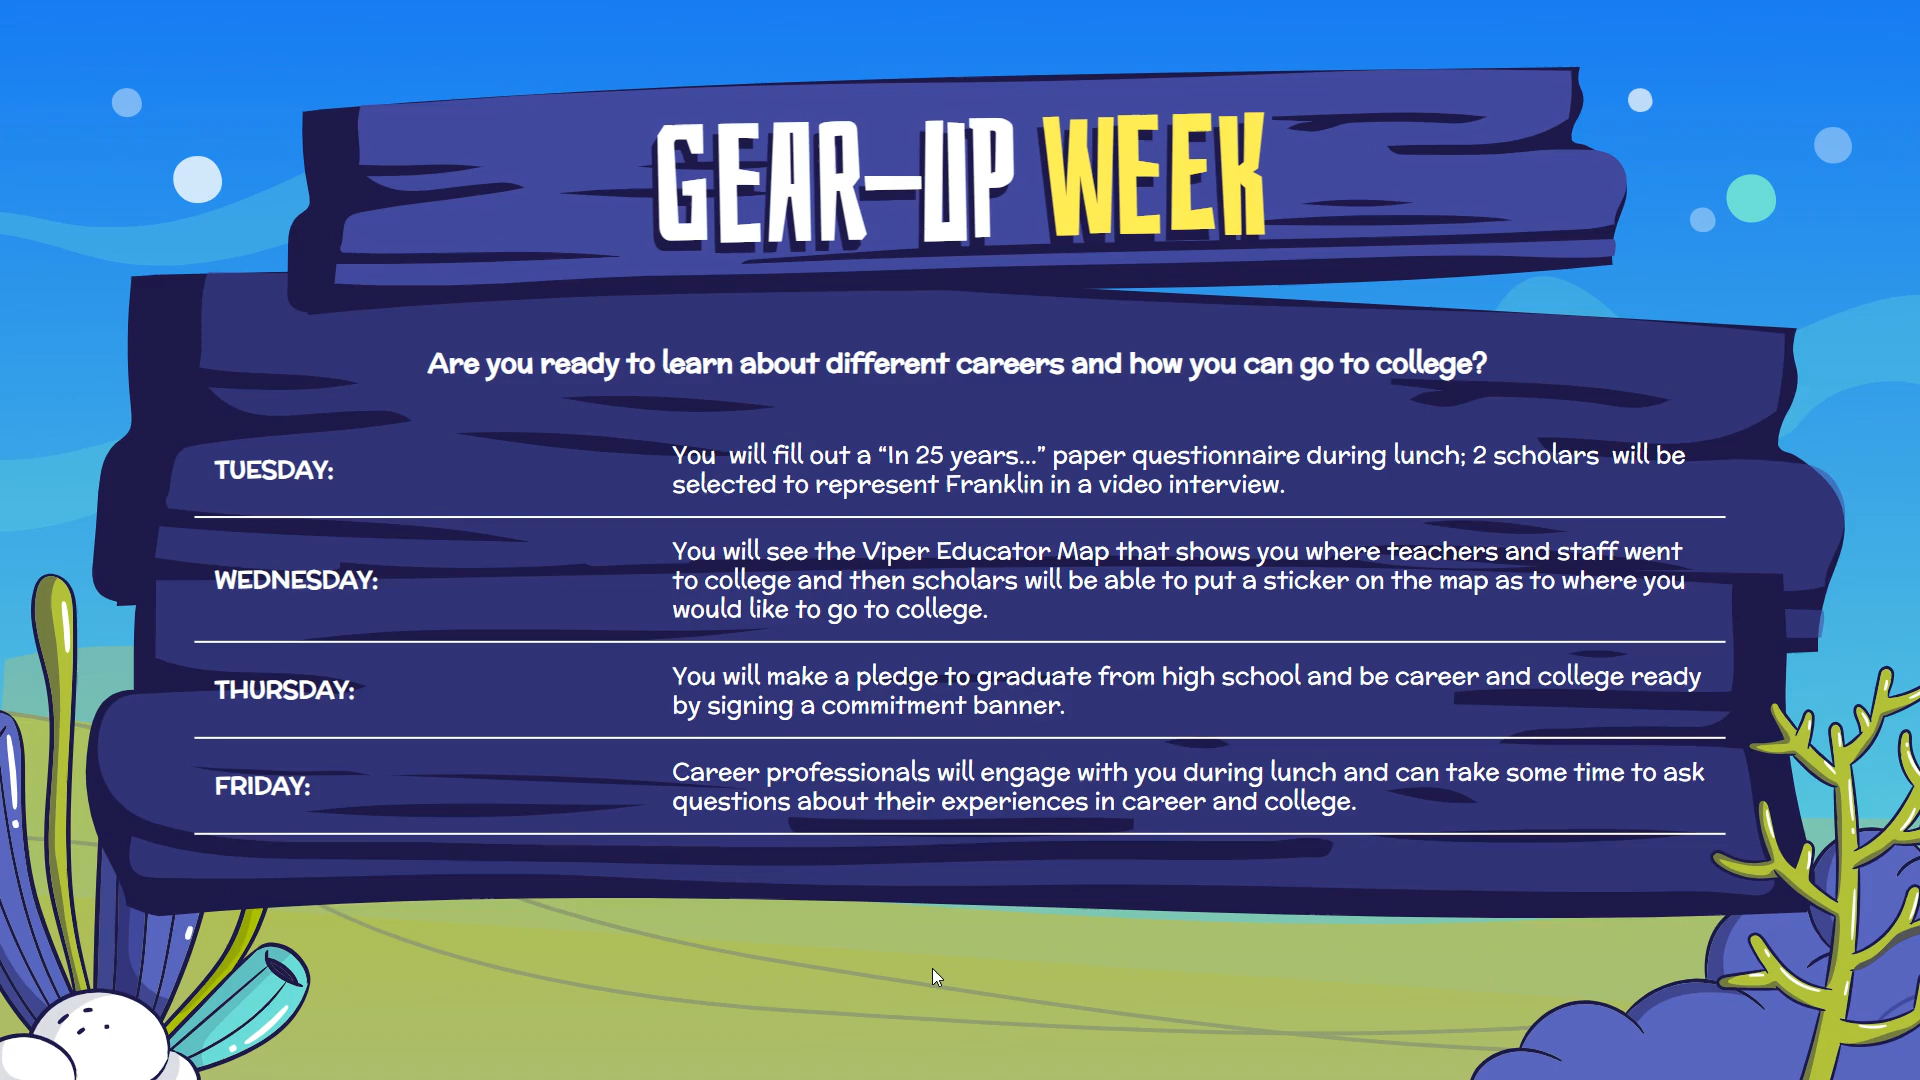 GEAR-UP WEEK
Are you ready to learn about different careers and how you can go to college?
TUESDAY:
You will fill out a “In 25 years...” paper questionnaire during lunch; 2 scholars will be
selected to represent Franklin in a video interview.
WEDNESDAY:
You will see the Viper Educator Map that shows you where teachers and staff went
to college and then scholars will be able to put a sticker on the map as to where you
would like to go to college.
THURSDAY:
You will make a pledge to graduate from high school and be career and college ready
by signing a commitment banner.
FRIDAY:
Career professionals will engage with you during lunch and can take some time to ask
questions about their experiences in career and college.